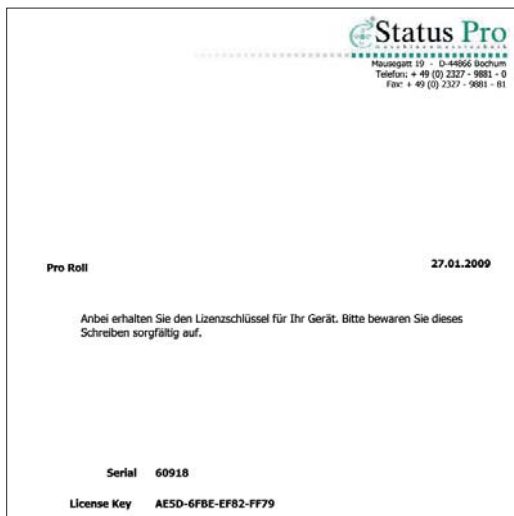 Status Pro
maschinenmesstechnik
Mausegatt 19 - D-44866 Bochum
Telefon: + 49 (0) 2327 - 9881 - 0
Fax: + 49 (0) 2327 - 9881 - 81
Pro Roll 27.01.2009
Anbei erhalten Sie den Lizenzschlüssel für Ihr Gerät. Bitte bewaren Sie dieses
Schreiben sorgfältig auf.
Serial 60918
License Key AE5D-6FBE-EF82-FF79